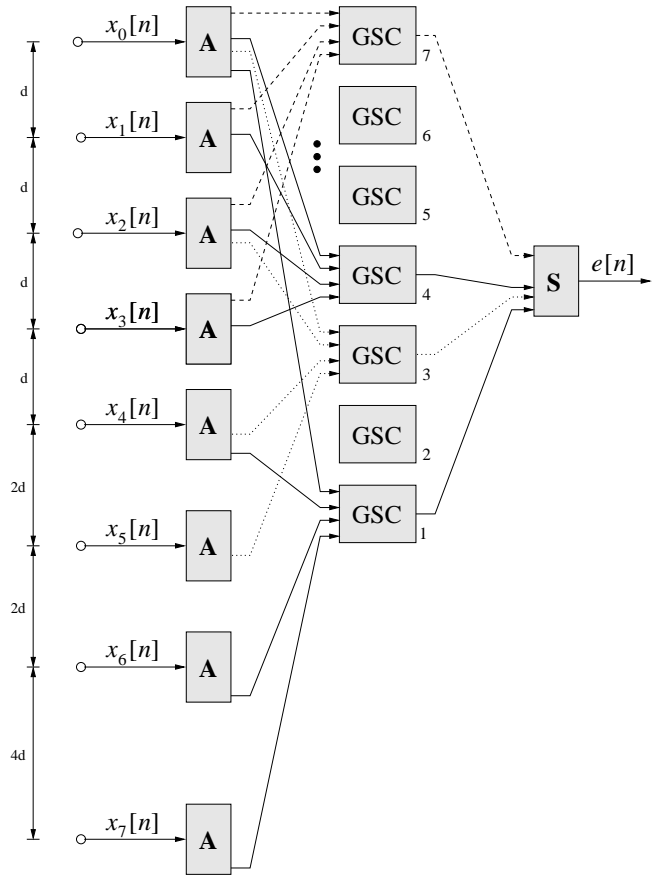 x0[n]
A
GSC
7
d
x1[n]
A
GSC
6
d
x2[n]
A
GSC
5
d
x3[n]
A
GSC
4
S
e[n]
d
x4[n]
A
GSC
3
2d
GSC
2
x5[n]
A
GSC
1
2d
x6[n]
A
4d
x7[n]
A